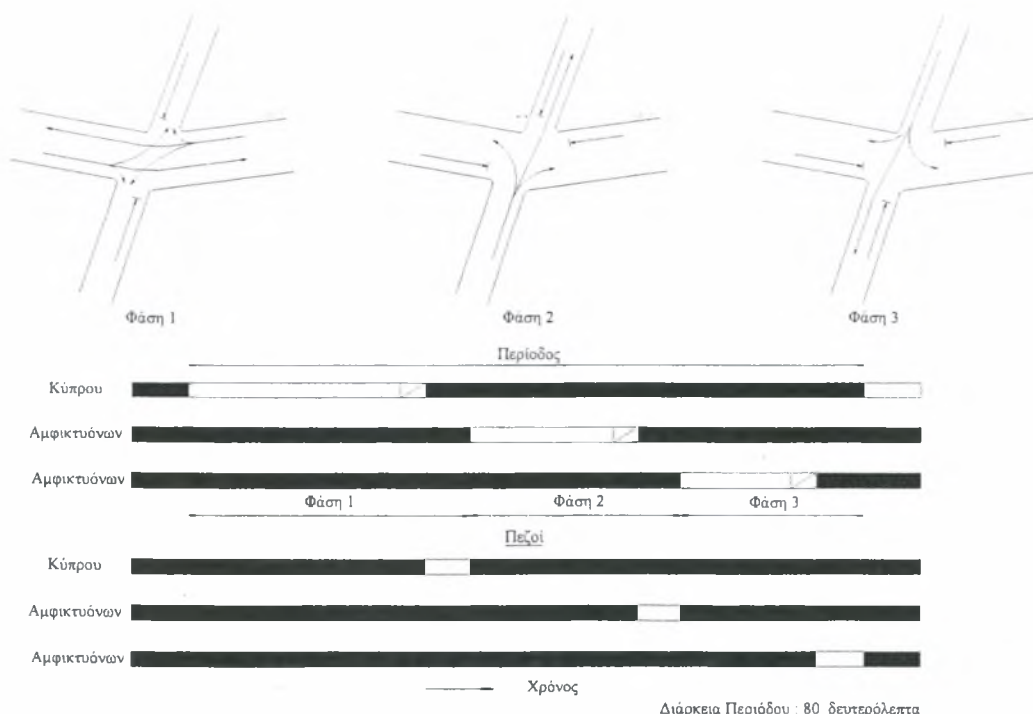 Φάση 1 Φάση 2 Φάση 3
Περίοδος
Κύπρου
Αμφικτυόνων
Αμφικτυόνων
Φάση 1 Φάση 2 Φάση 3
Πεζοί
Κύπρου
Αμφικτυόνων
Αμφικτυόνων
Χρόνος
Διάρκεια Περιόδου : 80 δευτερόλεπτα